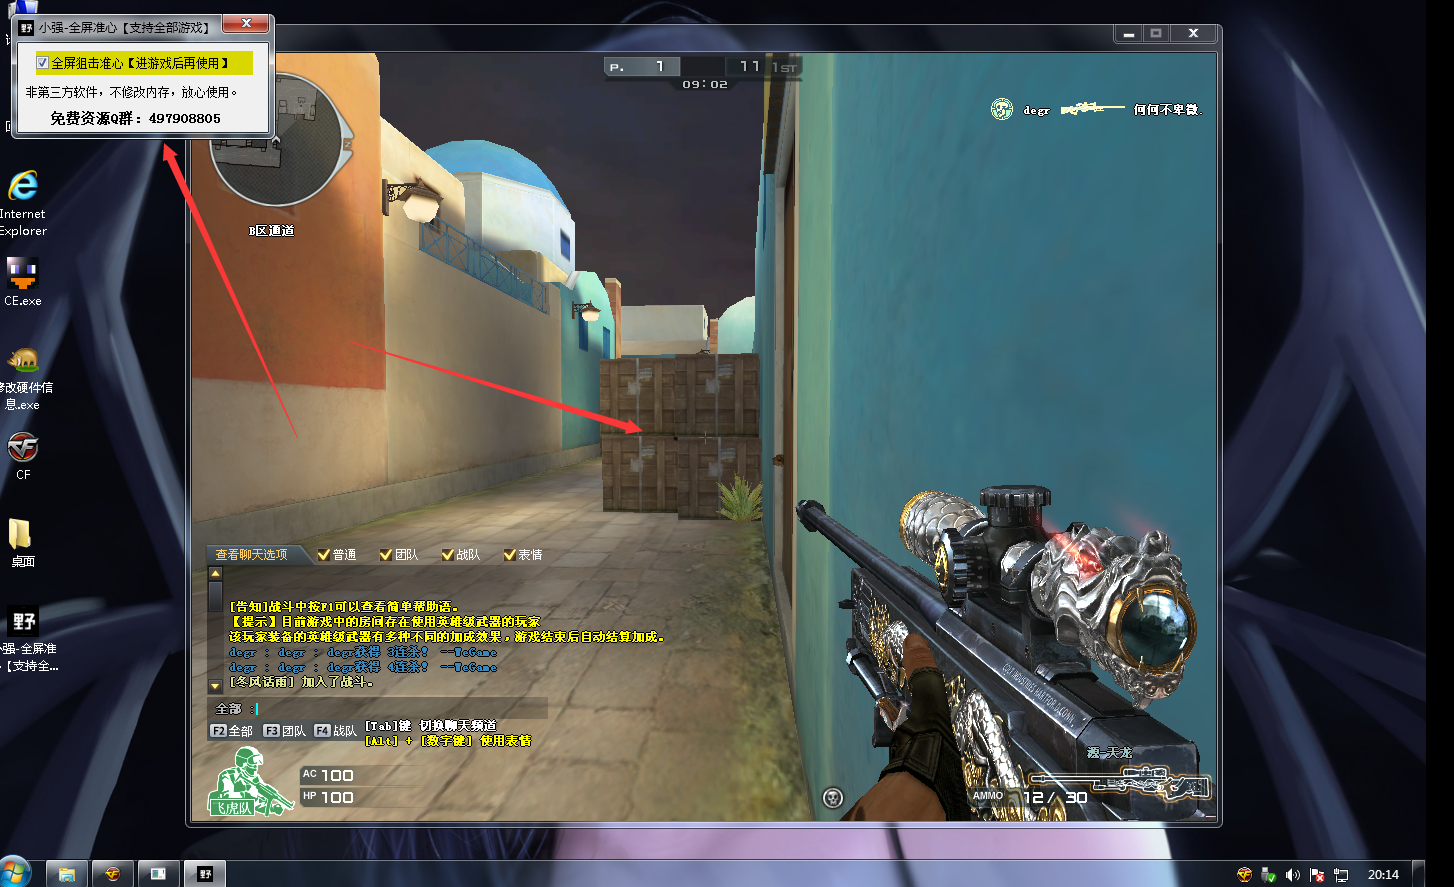 小强-全屏准心【支持全部游戏】
全屏狙击准心【进游戏后再使用】
非第三方软件，不修改内存，放心使用。
免费资源Q群：497908805
Internet
Explorer
CE.exe
修改硬件信
息.exe
CF
桌面
野
小强-全屏准
【支持全...
P. 1
11 1ST
09:02
degr
何何不卑微.
B区通道
查看聊天选项 普通 团队 战队 表情
[告知]战斗中按F1可以查看简单帮助语。
【提示】目前游戏中的房间存在使用英雄级武器的玩家
该玩家装备的英雄级武器有多种不同的加成效果，游戏结束后自动结算加成。
degr : degr : degr获得 3连杀! --WeGame
degr : degr : degr获得 4连杀! --WeGame
[冬风话雨] 加入了战斗。
全部 :
F2 全部 F3 团队 F4 战队
[Tab]键 切换聊天频道
[Alt] + [数字键] 使用表情
飞虎队
AC 100
HP 100
源-天龙
AMMO 12/ 30
20:14